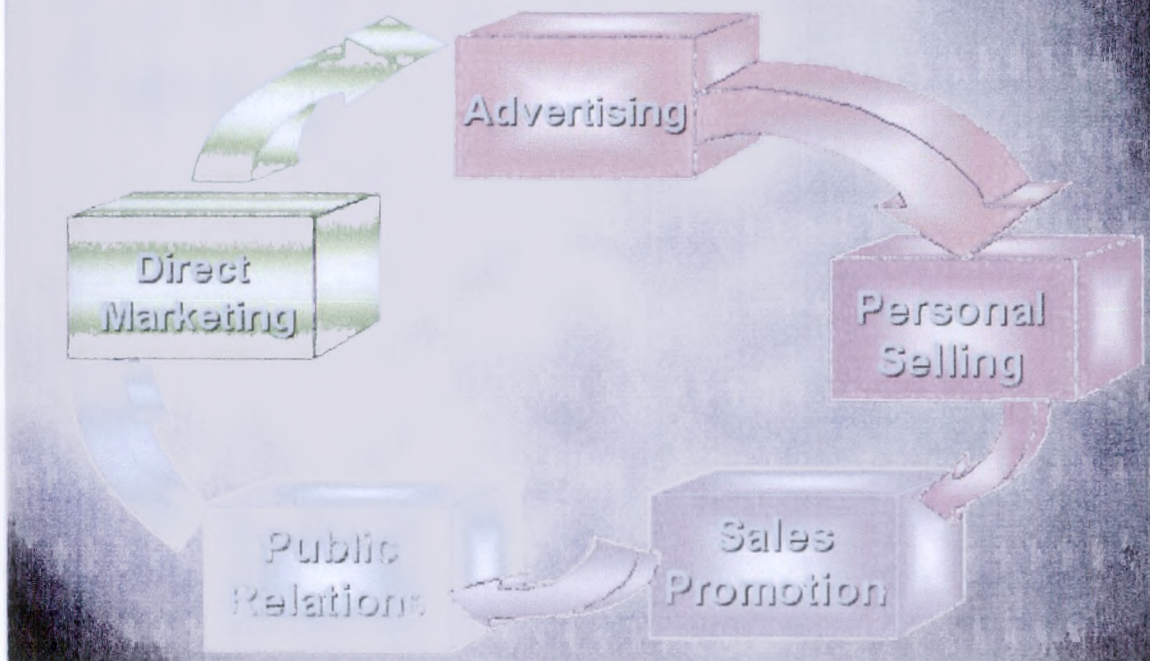 Advertising
Personal
Selling
Sales
Promotion
Public
Relations
Direct
Marketing